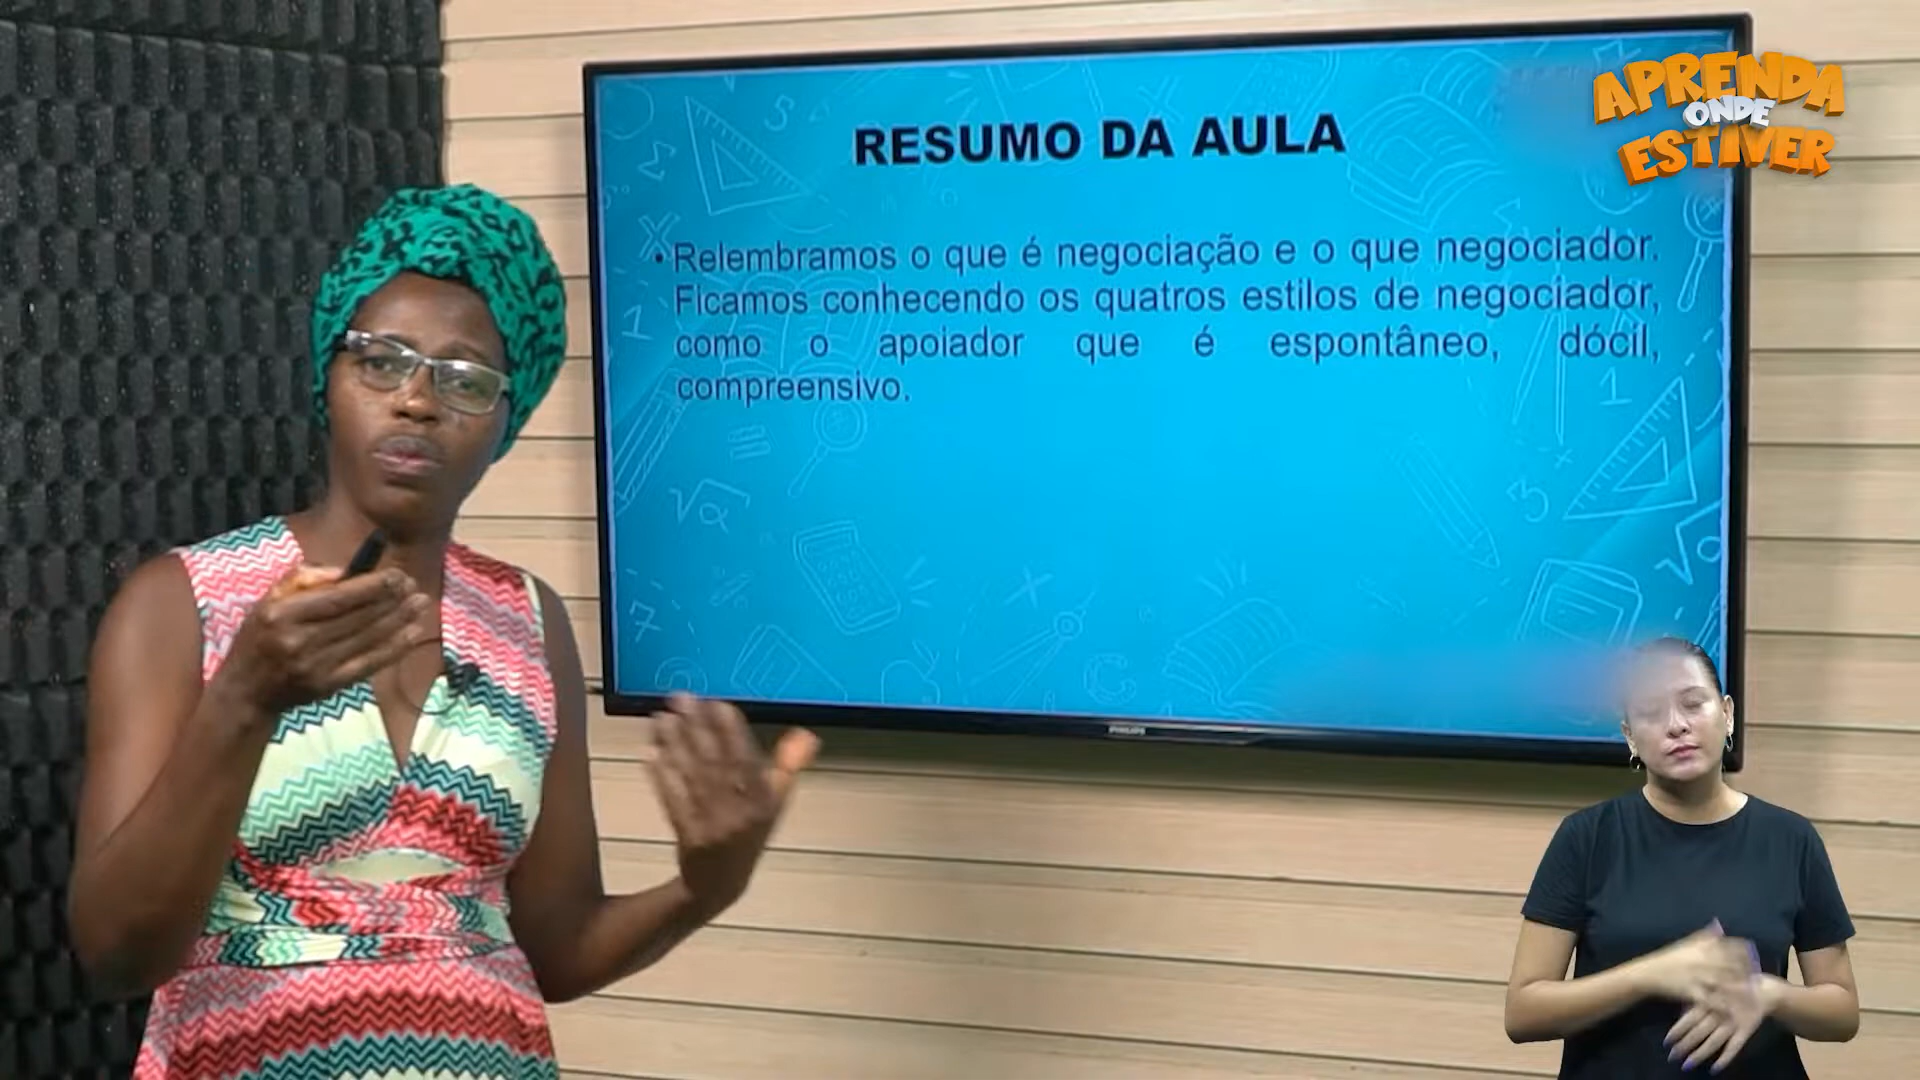 RESUMO DA AULA
• Relembramos o que é negociação e o que negociador.
Ficamos conhecendo os quatros estilos de negociador,
como o apoiador que é espontâneo, dócil,
compreensivo.
APRENDA
ONDE
ESTIVER
PHILIPS